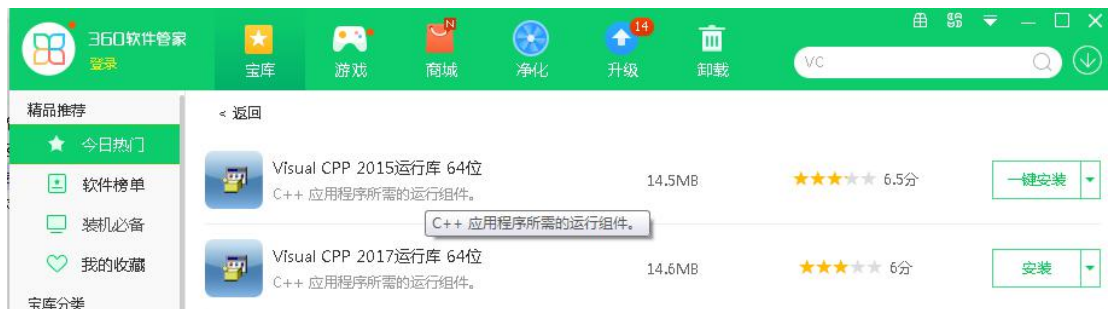 360软件管家
登录
宝库
游戏
商城
N
净化
升级
14
卸载
VC
精品推荐
今日热门
软件榜单
装机必备
我的收藏
宝库分类
< 返回
Visual CPP 2015运行库 64位
C++ 应用程序所需的运行组件。
14.5MB
6.5分
一键安装
C++ 应用程序所需的运行组件。
Visual CPP 2017运行库 64位
C++ 应用程序所需的运行组件。
14.6MB
6分
安装